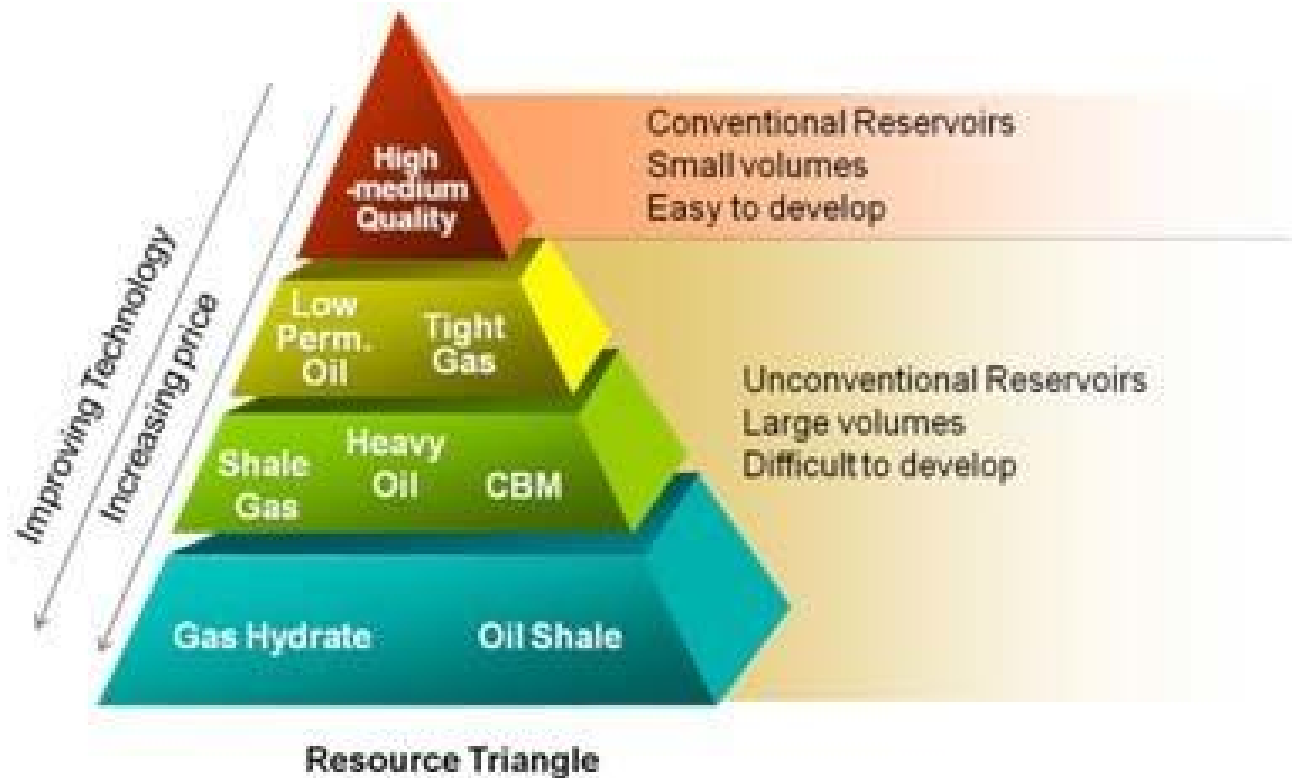 High
-medium
Quality
Conventional Reservoirs
Small volumes
Easy to develop
Improving Technology
Increasing price
Low
Perm.
Oil
Tight
Gas
Unconventional Reservoirs
Large volumes
Difficult to develop
Shale
Gas
Heavy
Oil
CBM
Gas Hydrate
Oil Shale
Resource Triangle